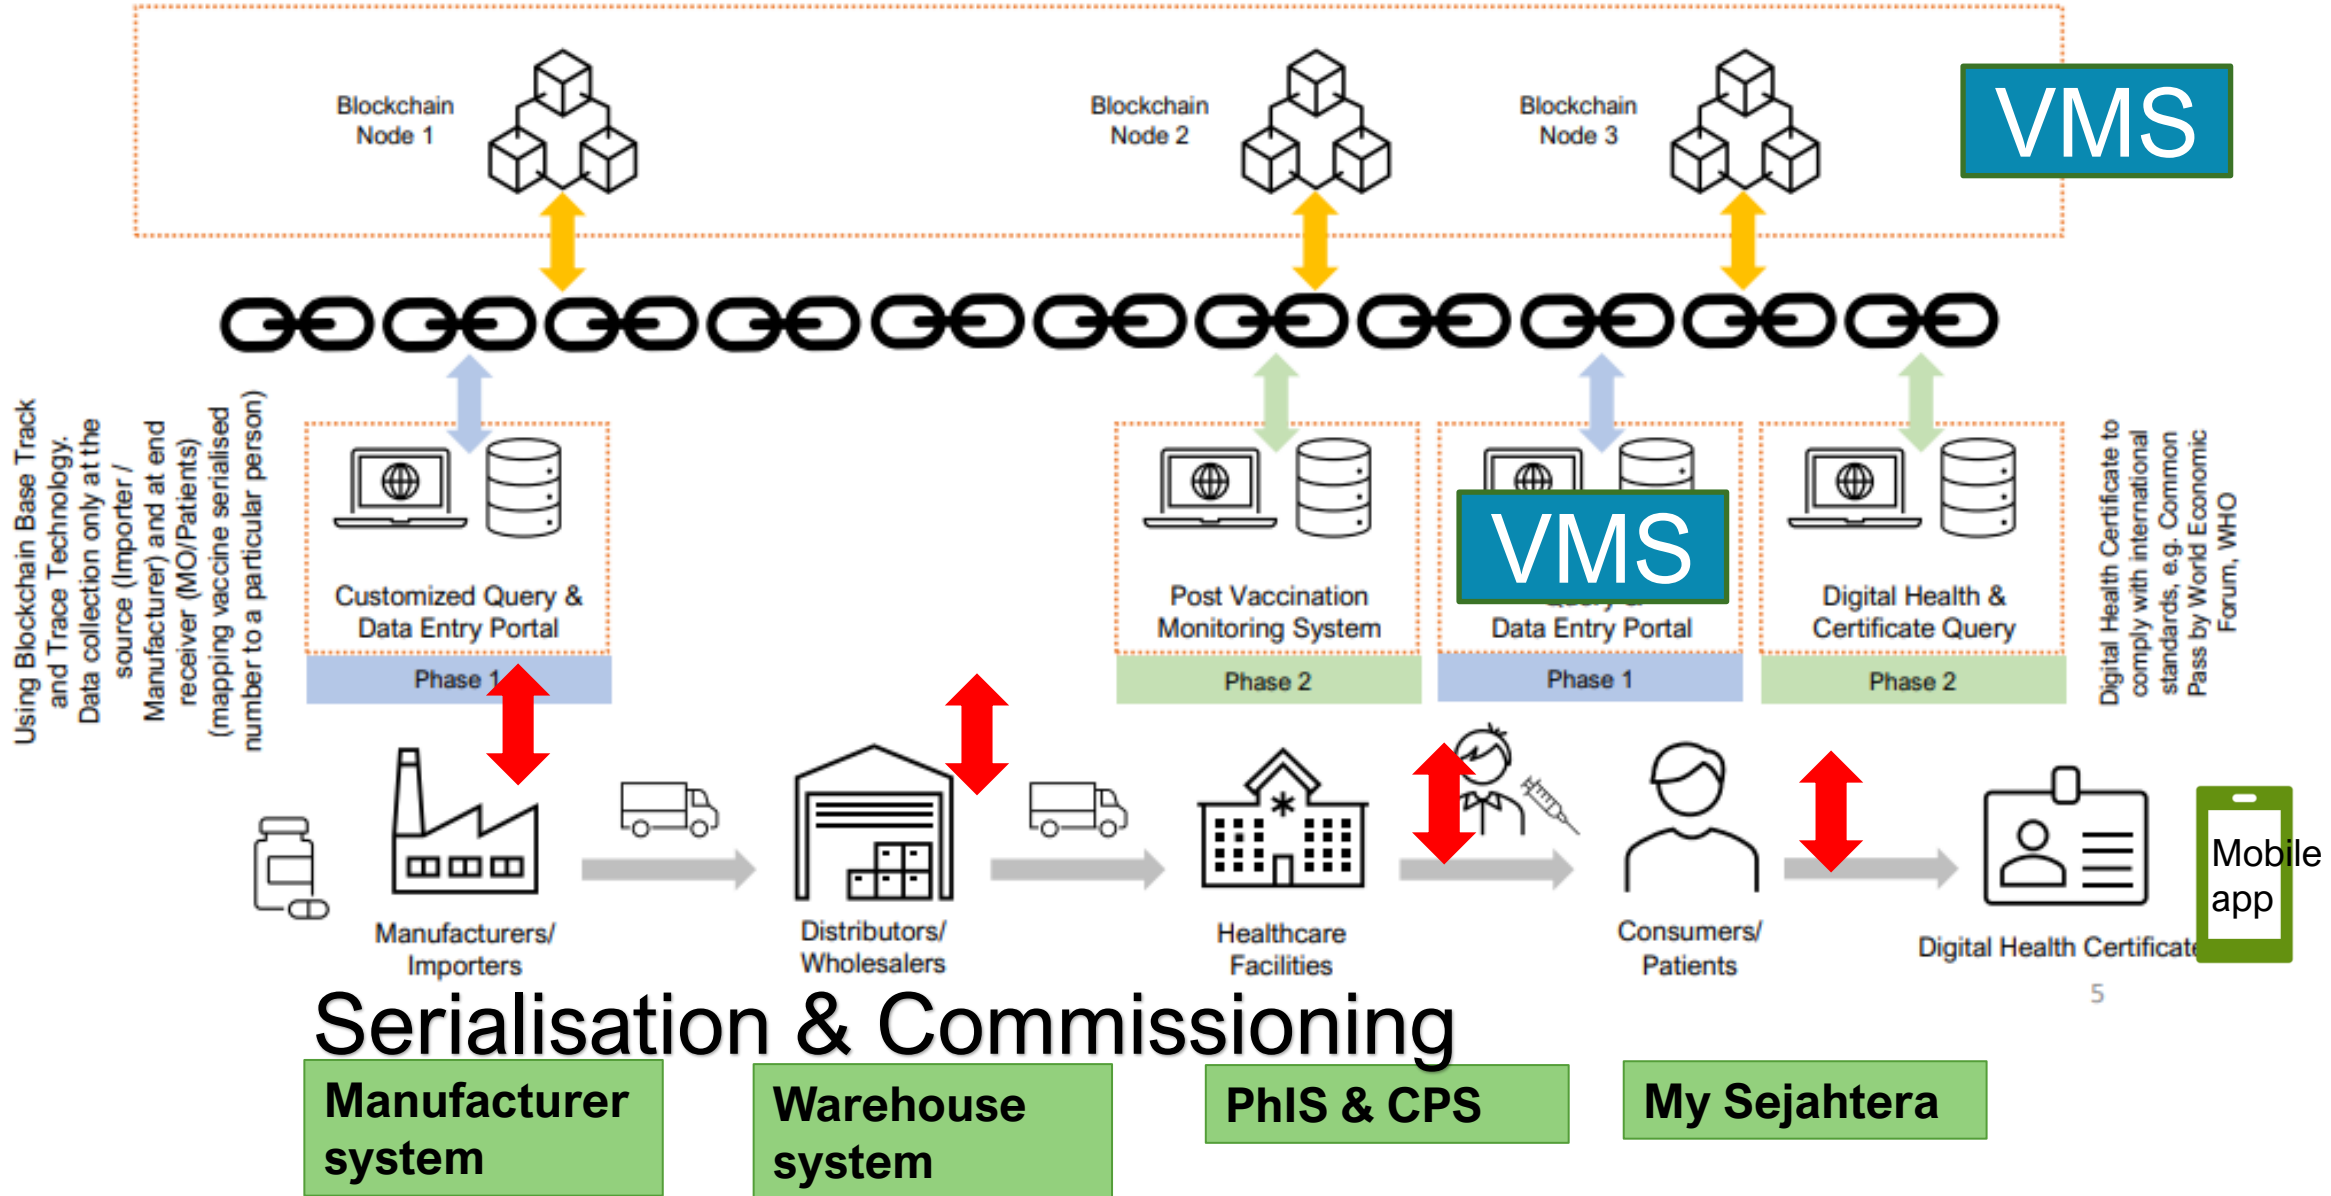 Blockchain
Node 1
Blockchain
Node 2
Blockchain
Node 3
VMS
Using Blockchain Base Track
and Trace Technology.
Data collection only at the
source (Importer /
Manufacturer) and at end
receiver (MO/Patients)
(mapping vaccine serialised
number to a particular person)
Customized Query &
Data Entry Portal
Phase 1
Post Vaccination
Monitoring System
Phase 2
VMS
Data Entry Portal
Phase 1
Digital Health &
Certificate Query
Phase 2
Digital Health Certificate to
comply with international
standards, e.g. Common
Pass by World Economic
Forum, WHO
Manufacturers/
Importers
Distributors/
Wholesalers
Healthcare
Facilities
Consumers/
Patients
Digital Health Certificate
Mobile
app
5
Serialisation & Commissioning
Manufacturer
system
Warehouse
system
PhIS & CPS
My Sejahtera